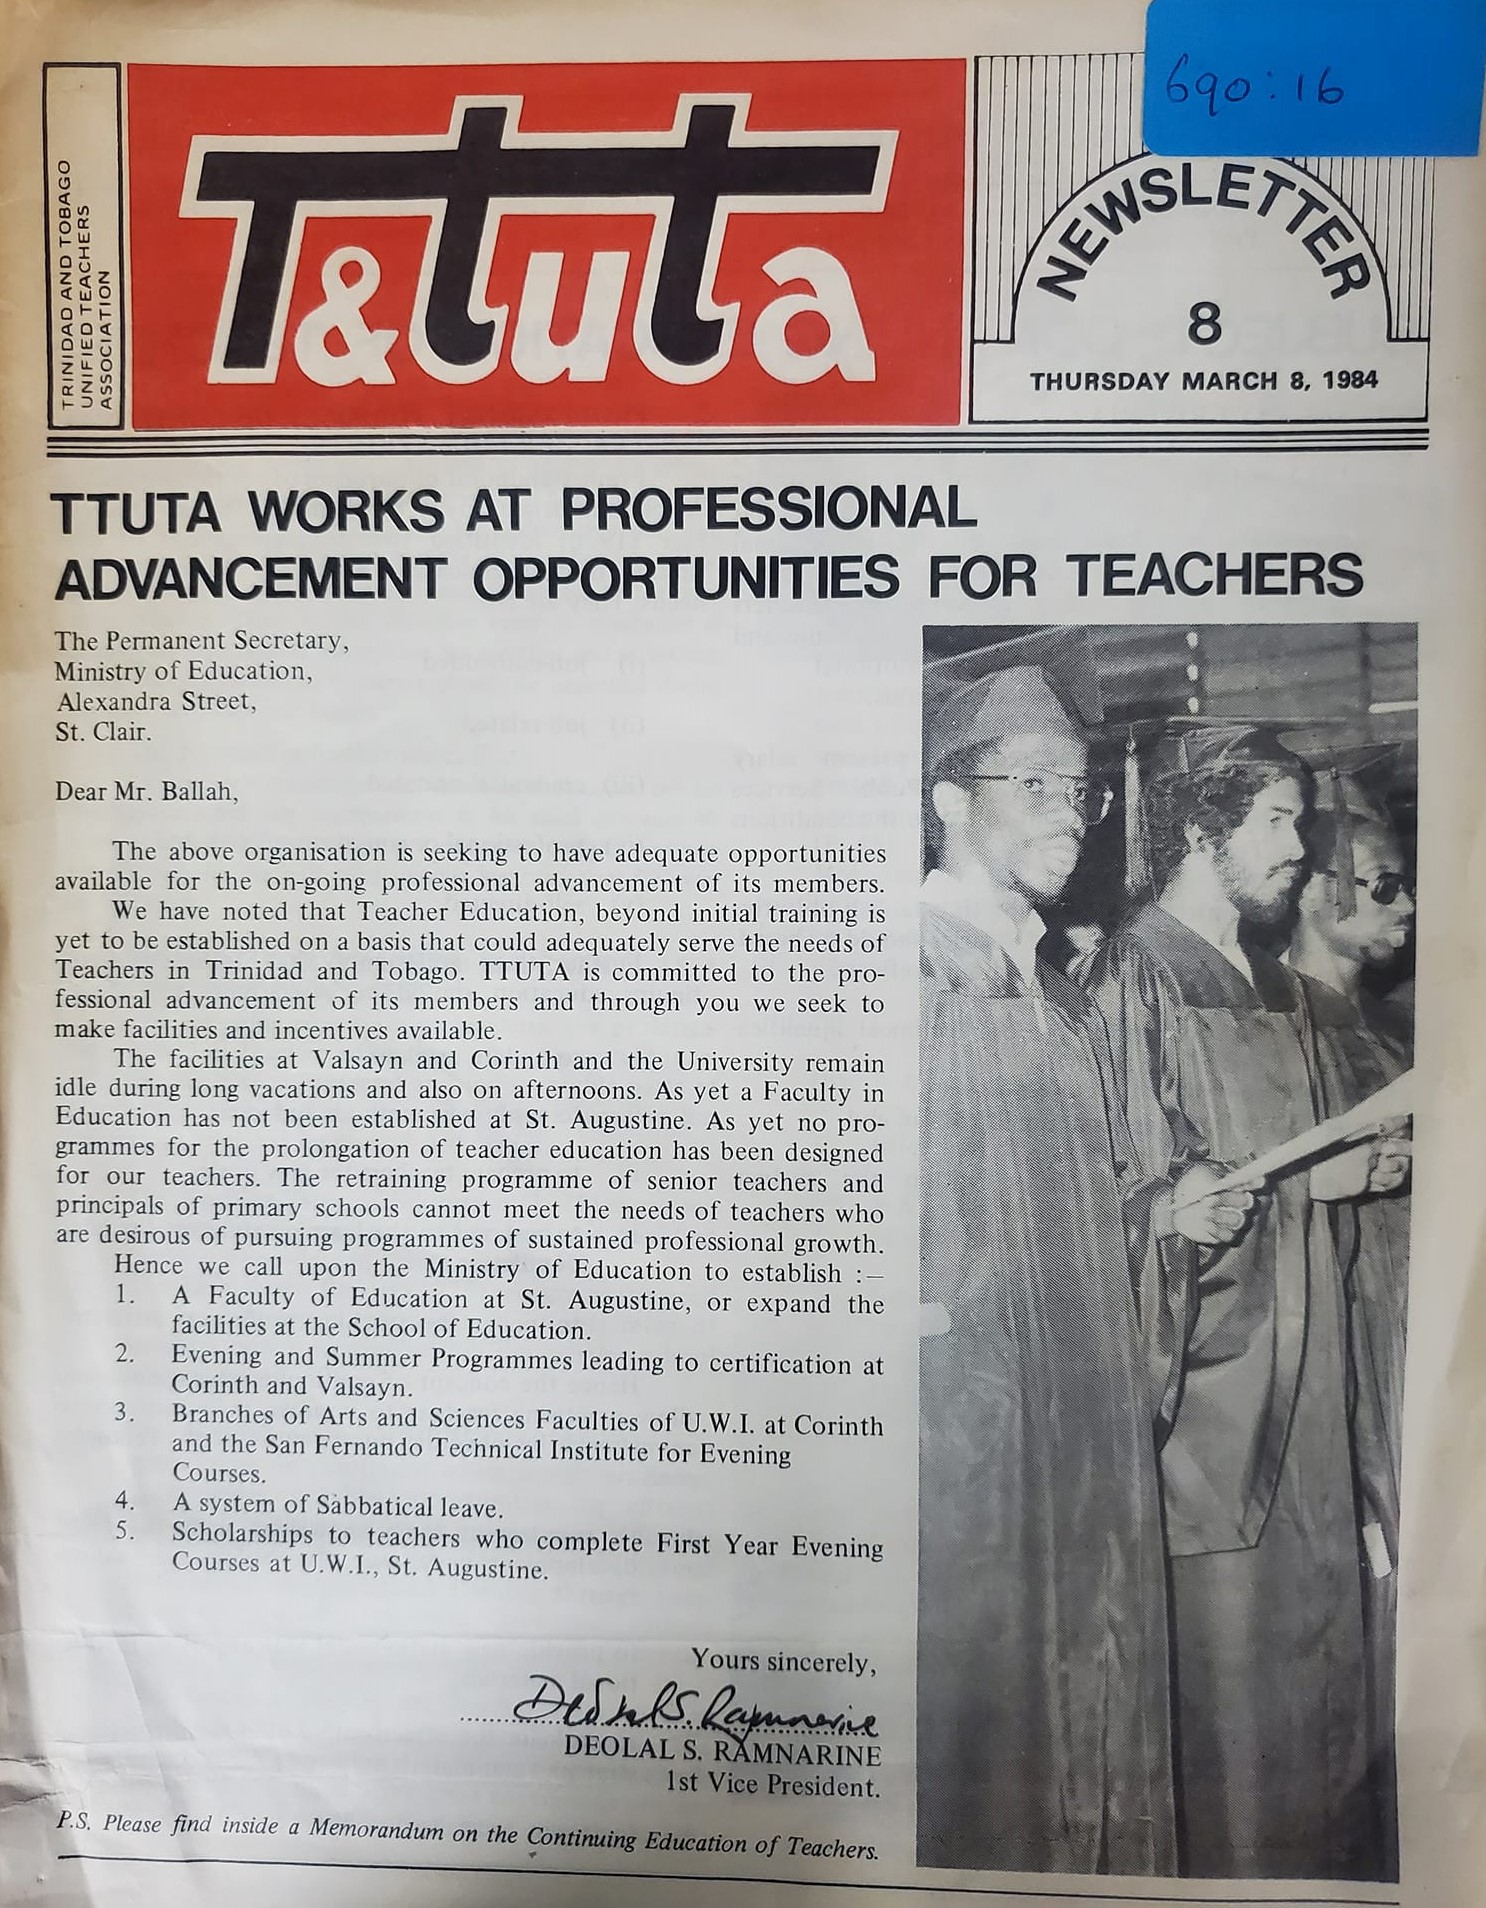 690:16
TRINIDAD AND TOBAGO
UNIFIED TEACHERS
ASSOCIATION
T&tuta
NEWSLETTER
8
THURSDAY MARCH 8, 1984
TTUTA WORKS AT PROFESSIONAL
ADVANCEMENT OPPORTUNITIES FOR TEACHERS
The Permanent Secretary,
Ministry of Education,
Alexandra Street,
St. Clair.
Dear Mr. Ballah,
The above organisation is seeking to have adequate opportunities
available for the on-going professional advancement of its members.
We have noted that Teacher Education, beyond initial training is
yet to be established on a basis that could adequately serve the needs of
Teachers in Trinidad and Tobago. TTUTA is committed to the pro-
fessional advancement of its members and through you we seek to
make facilities and incentives available.
The facilities at Valsayn and Corinth and the University remain
idle during long vacations and also on afternoons. As yet a Faculty in
Education has not been established at St. Augustine. As yet no pro-
grammes for the prolongation of teacher education has been designed
for our teachers. The retraining programme of senior teachers and
principals of primary schools cannot meet the needs of teachers who
are desirous of pursuing programmes of sustained professional growth.
Hence we call upon the Ministry of Education to establish :—
1. A Faculty of Education at St. Augustine, or expand the
facilities at the School of Education.
2. Evening and Summer Programmes leading to certification at
Corinth and Valsayn.
3. Branches of Arts and Sciences Faculties of U.W.I. at Corinth
and the San Fernando Technical Institute for Evening
Courses.
4. A system of Sabbatical leave.
5. Scholarships to teachers who complete First Year Evening
Courses at U.W.I., St. Augustine.
Yours sincerely,
Deolal S. Ramnarine
DEOLAL S. RAMNARINE
1st Vice President.
P.S. Please find inside a Memorandum on the Continuing Education of Teachers.